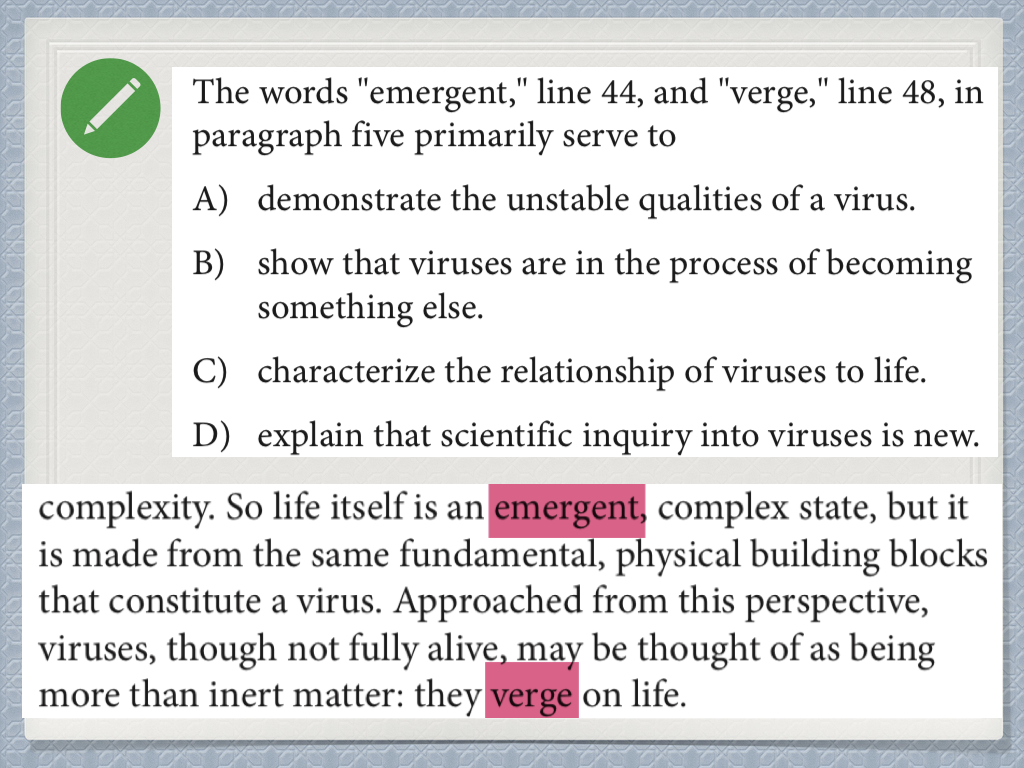 The words "emergent," line 44, and "verge," line 48, in
paragraph five primarily serve to
A) demonstrate the unstable qualities of a virus.
B) show that viruses are in the process of becoming
something else.
C) characterize the relationship of viruses to life.
D) explain that scientific inquiry into viruses is new.
complexity. So life itself is an emergent, complex state, but it
is made from the same fundamental, physical building blocks
that constitute a virus. Approached from this perspective,
viruses, though not fully alive, may be thought of as being
more than inert matter: they verge on life.